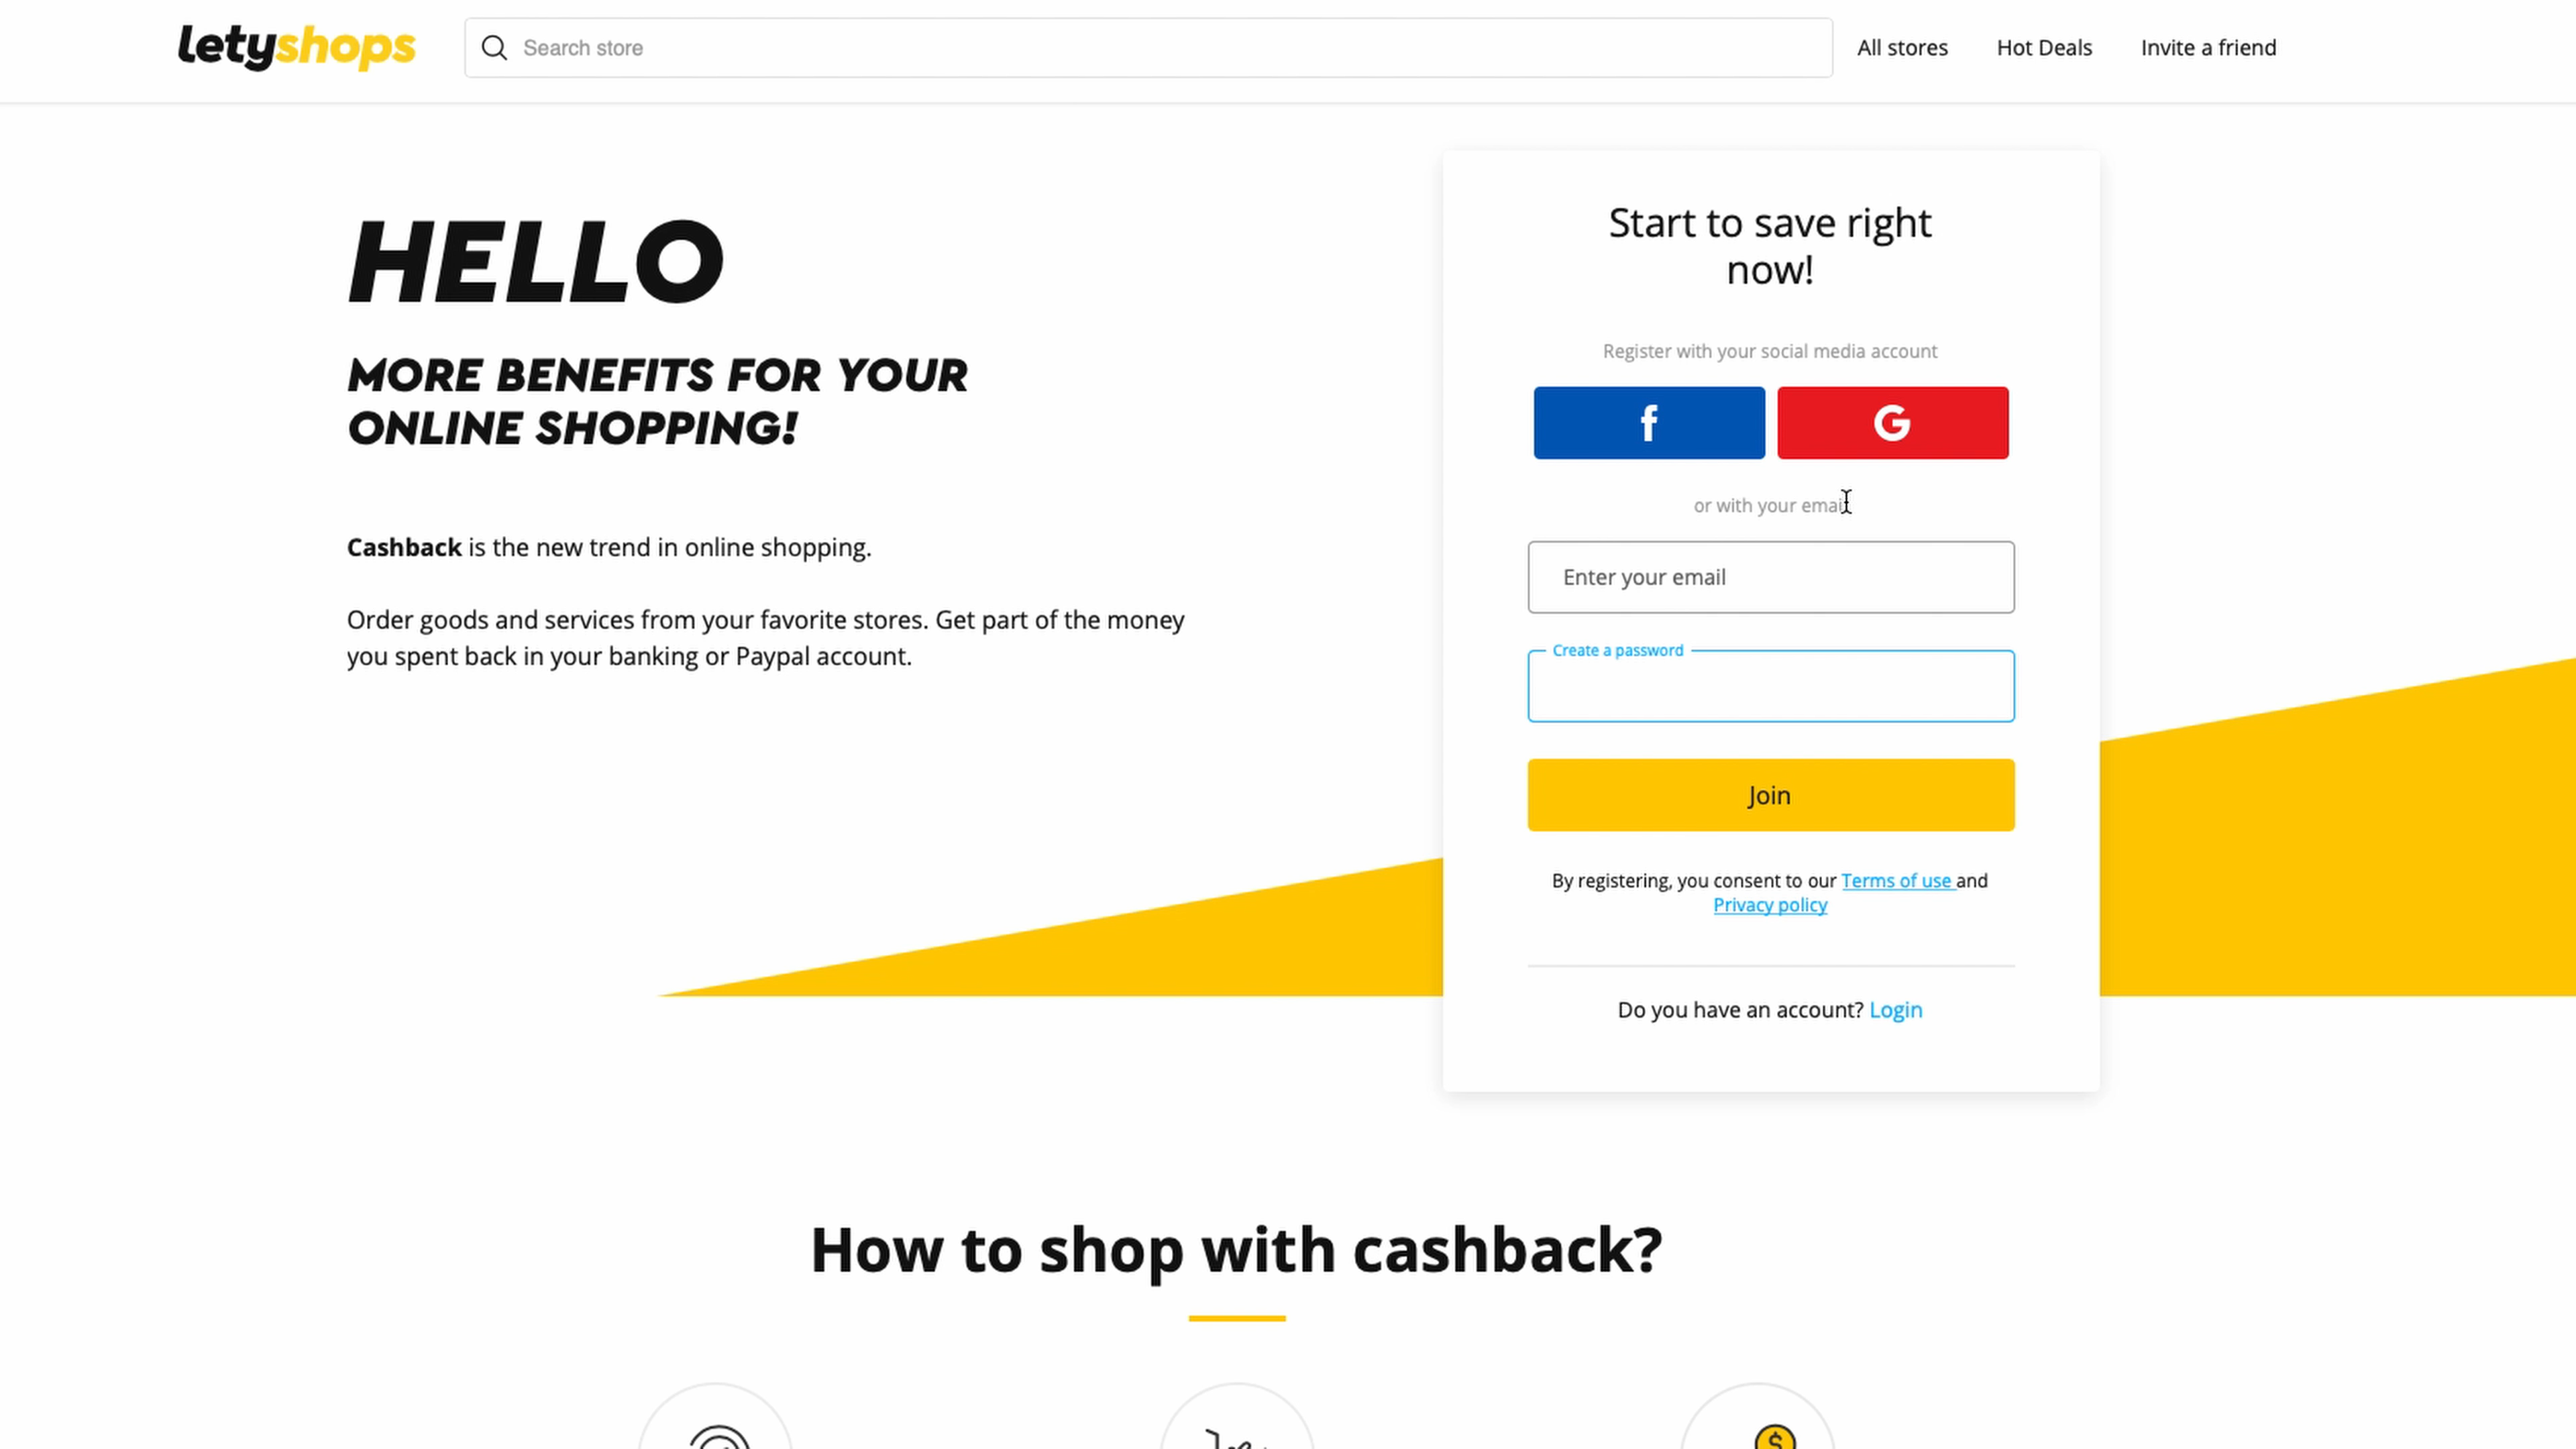 letyshops
Search store
All stores
Hot Deals
Invite a friend
HELLO
MORE BENEFITS FOR YOUR
ONLINE SHOPPING!
Cashback is the new trend in online shopping.
Order goods and services from your favorite stores. Get part of the money
you spent back in your banking or Paypal account.
Start to save right
now!
Register with your social media account
f
G
or with your email
Enter your email
Create a password
Join
By registering, you consent to our Terms of use and
Privacy policy
Do you have an account? Login
How to shop with cashback?
$